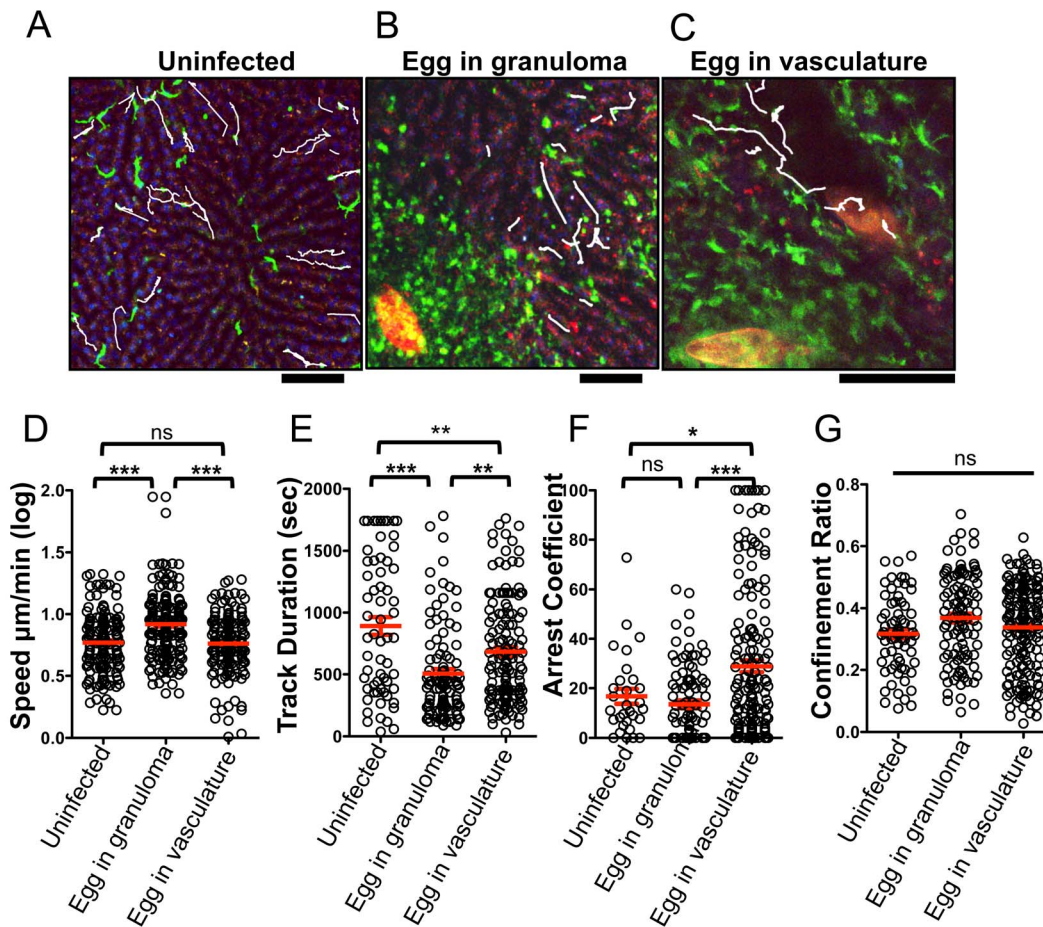 A
B
C
Uninfected
Egg in granuloma
Egg in vasculature
D
ns
***
***
2.0
1.5
1.0
0.5
0.0
Speed µm/min (log)
Uninfected
Egg in granuloma
Egg in vasculature
E
**
***
**
2000
1500
1000
500
0
Track Duration (sec)
Uninfected
Egg in granuloma
Egg in vasculature
F
*
ns
***
100
80
60
40
20
0
Arrest Coefficient
Uninfected
Egg in granuloma
Egg in vasculature
G
ns
0.8
0.6
0.4
0.2
0.0
Confinement Ratio
Uninfected
Egg in granuloma
Egg in vasculature